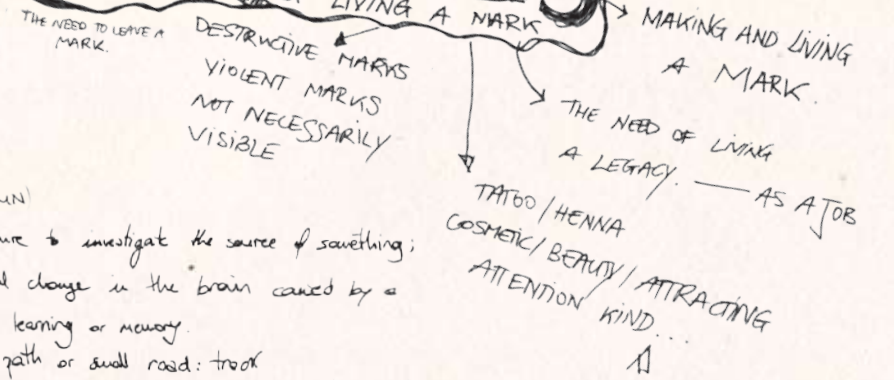 LIVING A MARK
THE NEED TO LEAVE A
MARK.
DESTRUCTIVE MARKS
VIOLENT MARKS
NOT NECESSARILY
VISIBLE
MAKING AND LIVING
A MARK.
THE NEED OF LIVING
A LEGACY. — AS A JOB
TATOO / HENNA
COSMETIC / BEAUTY / ATTRACTING
ATTENTION KIND....
UN)
ure to investigate the source of something;
l change in the brain caused by a
learning or memory.
path or small road: track